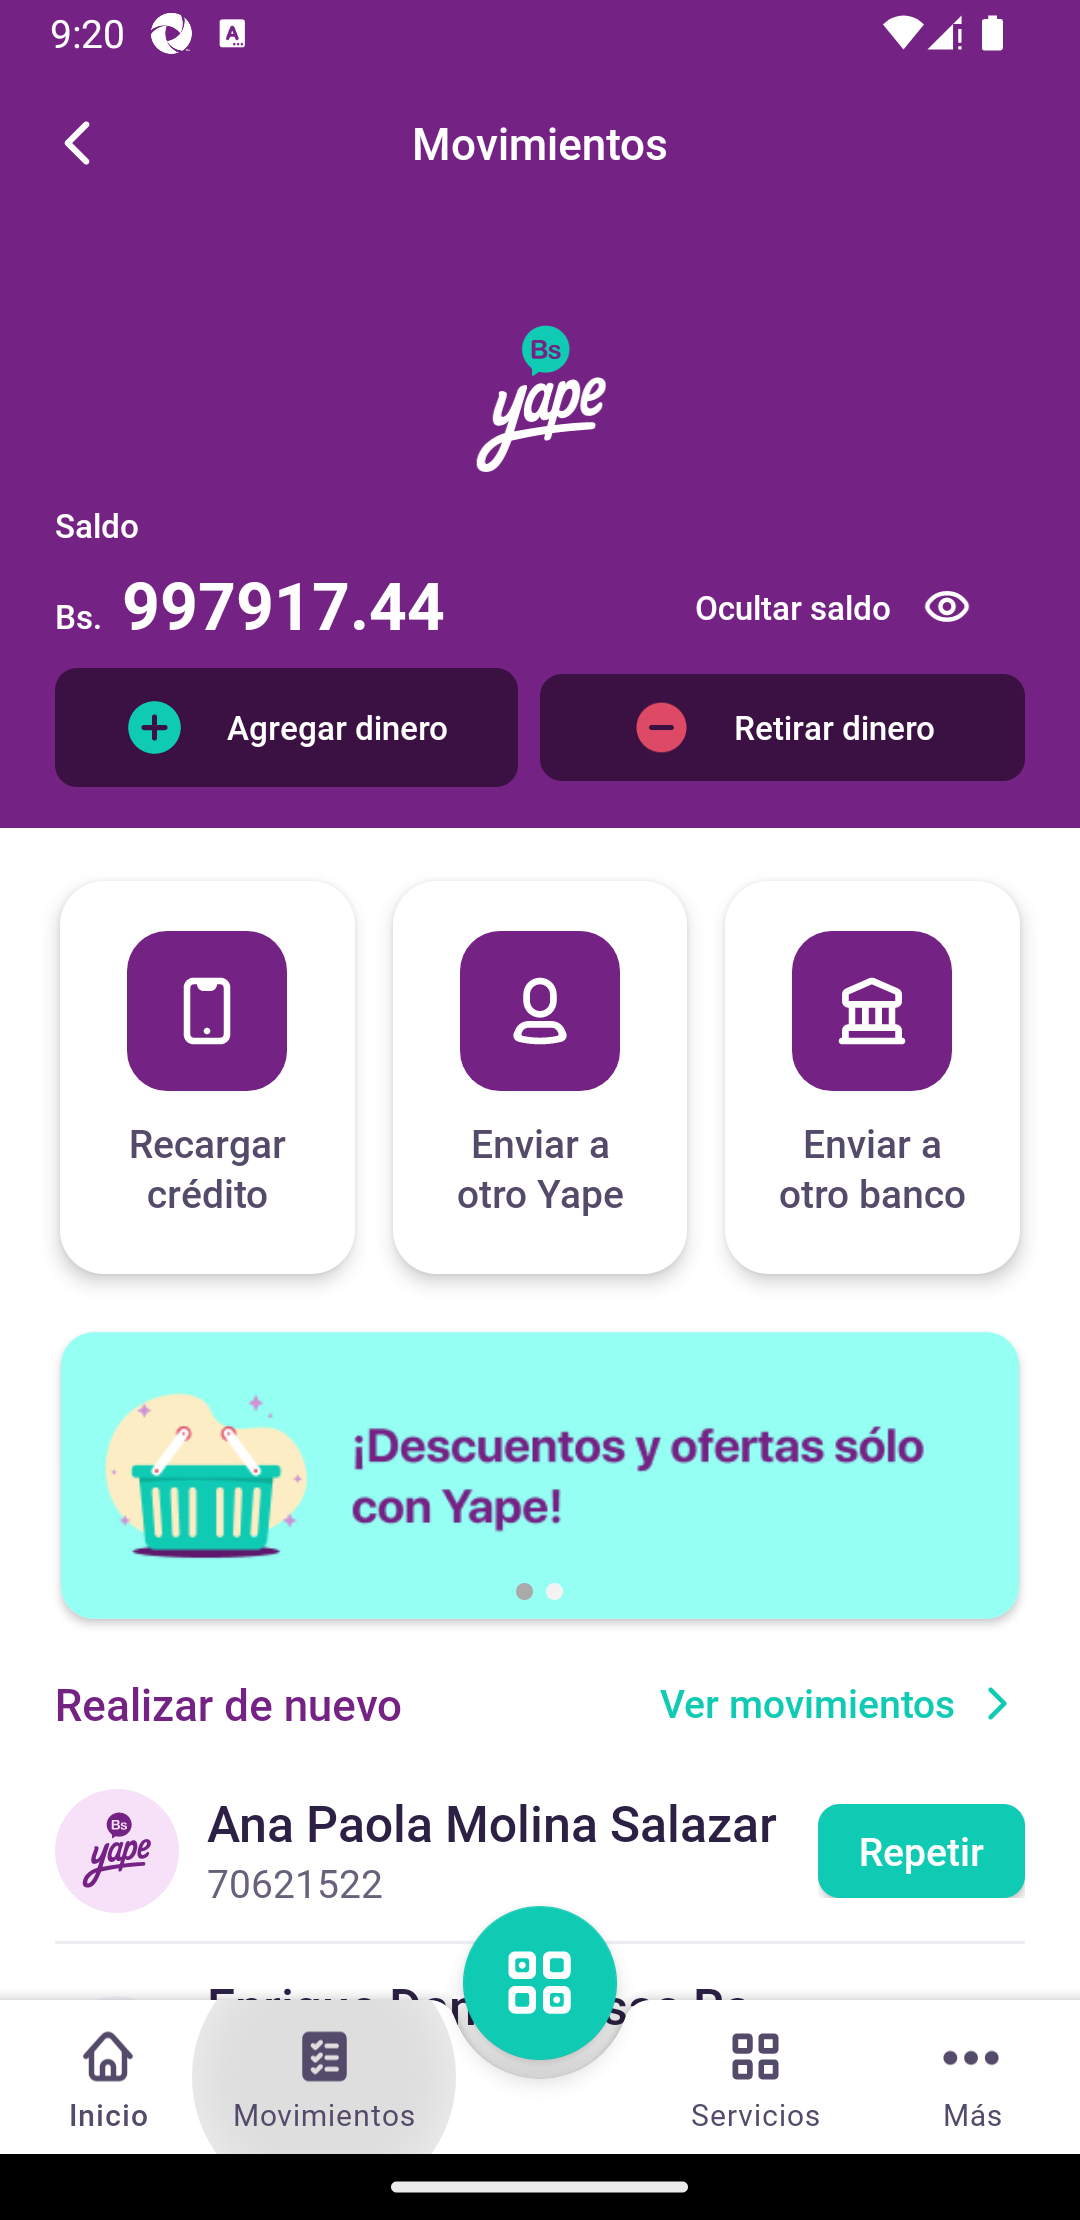 9:20
Movimientos
Bs
yape
Saldo
Bs. 997917.44
Ocultar saldo
Agregar dinero
Retirar dinero
Recargar
crédito
Enviar a
otro Yape
Enviar a
otro banco
¡Descuentos y ofertas sólo
con Yape!
Realizar de nuevo
Ver movimientos
Bs
yape
Ana Paola Molina Salazar
70621522
Repetir
Enrique
Inicio
Movimientos
Servicios
Más